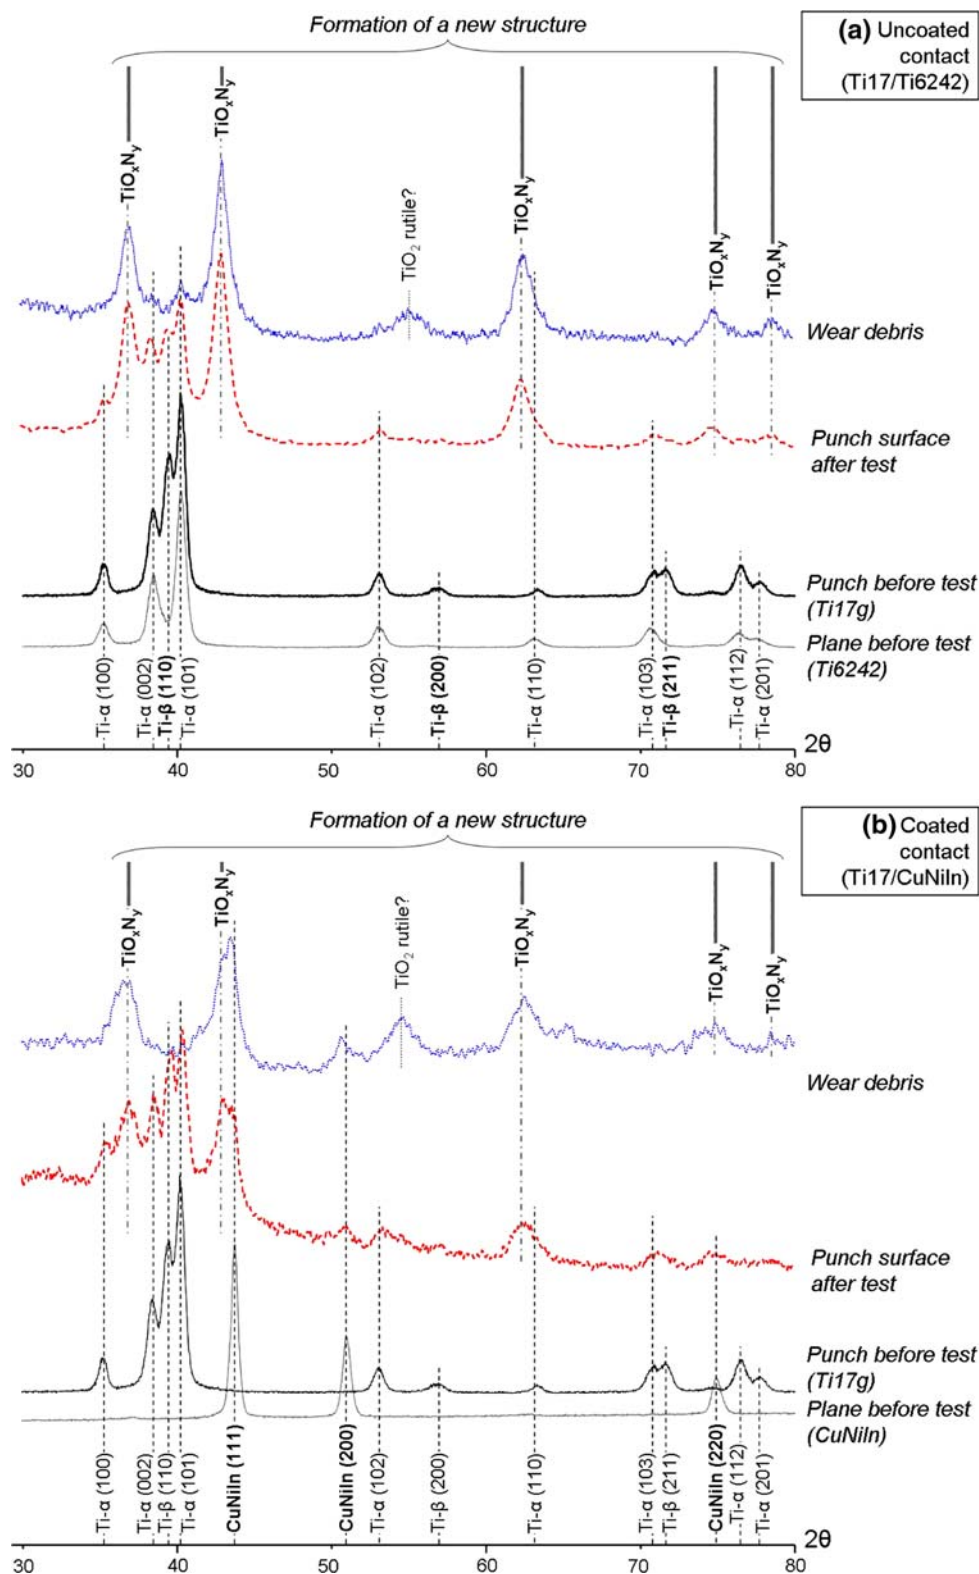 Formation of a new structure
(a) Uncoated
contact
(Ti17/Ti6242)
TiOxNy
TiOxNy
TiO2 rutile?
TiOxNy
TiOxNy
TiOxNy
Wear debris
Punch surface
after test
Punch before test
(Ti17g)
Plane before test
(Ti6242)
Ti-α (100)
Ti-α (002)
Ti-β (110)
Ti-α (101)
Ti-α (102)
Ti-β (200)
Ti-α (110)
Ti-α (103)
Ti-β (211)
Ti-α (112)
Ti-α (201)
2θ
30 40 50 60 70 80
Formation of a new structure
(b) Coated
contact
(Ti17/CuNiIn)
TiOxNy
TiOxNy
TiO2 rutile?
TiOxNy
TiOxNy
TiOxNy
Wear debris
Punch surface
after test
Punch before test
(Ti17g)
Plane before test
(CuNiIn)
Ti-α (100)
Ti-α (002)
Ti-β (110)
Ti-α (101)
CuNiIn (111)
CuNiIn (200)
Ti-α (102)
Ti-β (200)
Ti-α (110)
Ti-α (103)
Ti-β (211)
CuNiIn (220)
Ti-α (112)
Ti-α (201)
2θ
30 40 50 60 70 80